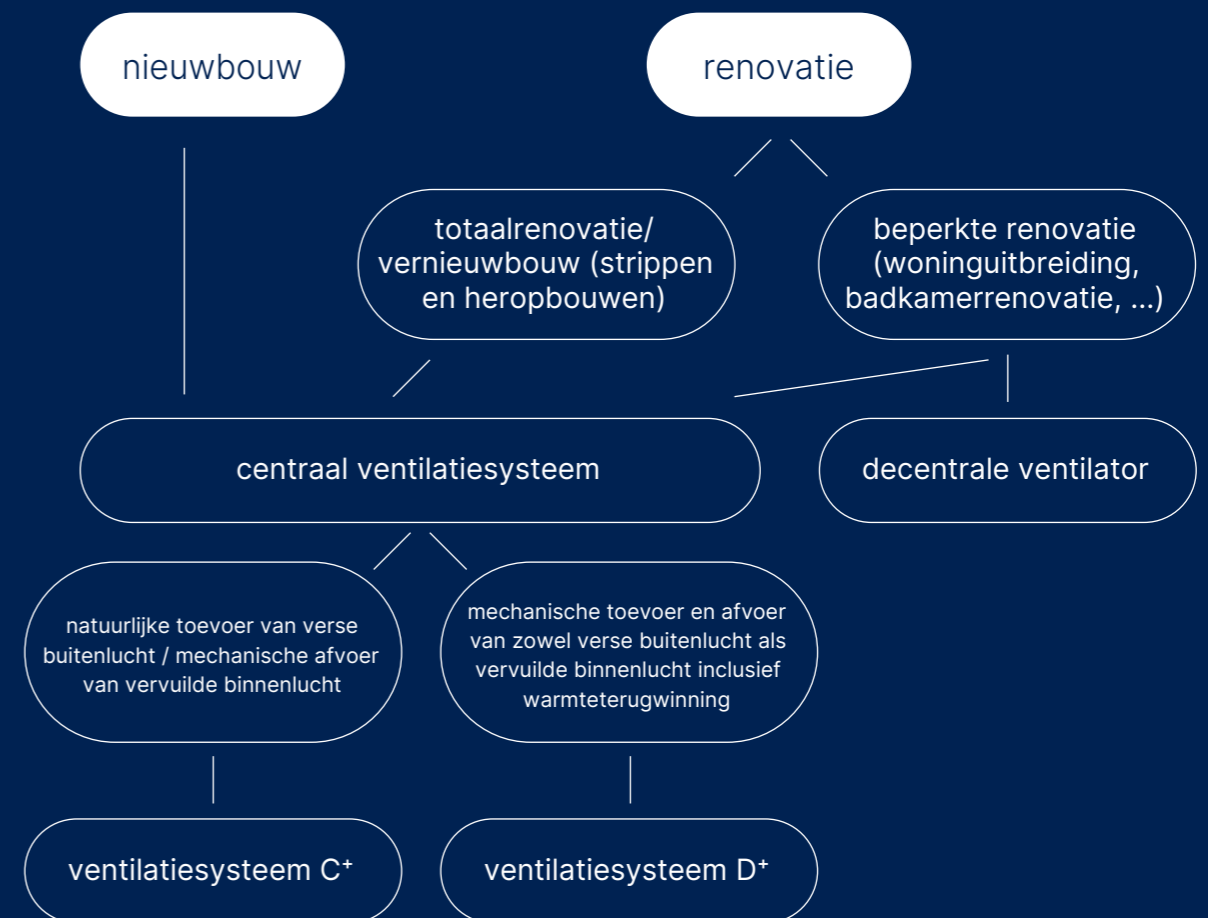 nieuwbouw
renovatie
totaalrenovatie/
vernieuwbouw (strippen
en heropbouwen)
beperkte renovatie
(woninguitbreiding,
badkamerrenovatie, ...)
centraal ventilatiesysteem
decentrale ventilator
natuurlijke toevoer van verse
buitenlucht / mechanische afvoer
van vervuilde binnenlucht
mechanische toevoer en afvoer
van zowel verse buitenlucht als
vervuilde binnenlucht inclusief
warmteterugwinning
ventilatiesysteem C⁺
ventilatiesysteem D⁺